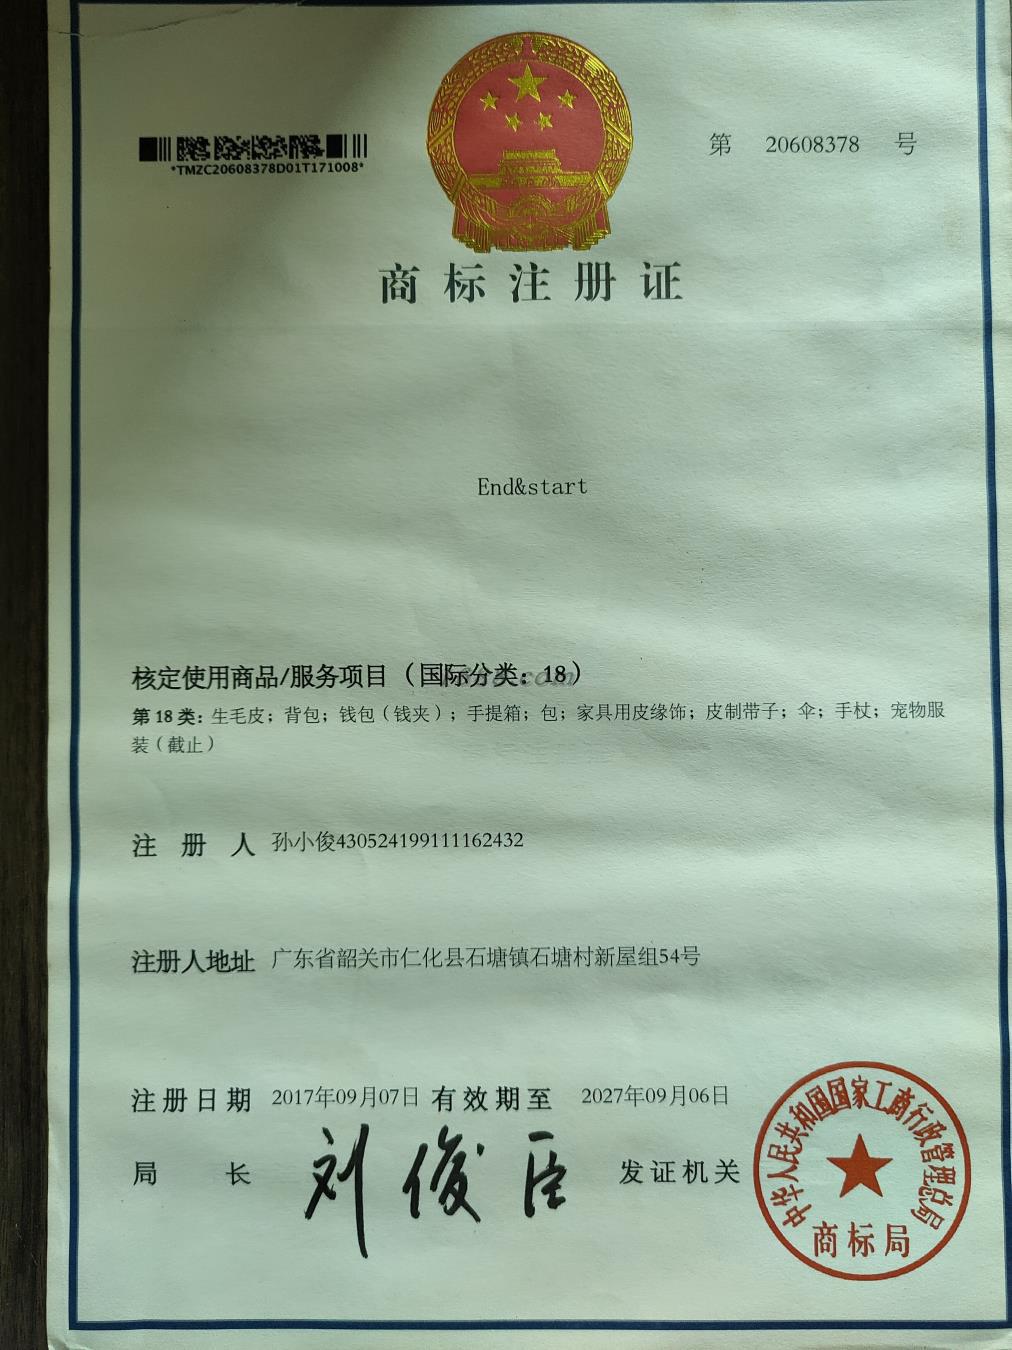 *TMZC20608378D01T171008*
第 20608378 号
商标注册证
End&start
核定使用商品/服务项目（国际分类：18）
第 18 类：生毛皮；背包；钱包（钱夹）；手提箱；包；家具用皮缘饰；皮制带子；伞；手杖；宠物服
装（截止）
注册人 孙小俊430524199111162432
注册人地址 广东省韶关市仁化县石塘镇石塘村新屋组54号
注册日期 2017年09月07日 有效期至 2027年09月06日
局长 刘俊臣 发证机关
中华人民共和国国家工商行政管理总局
商标局